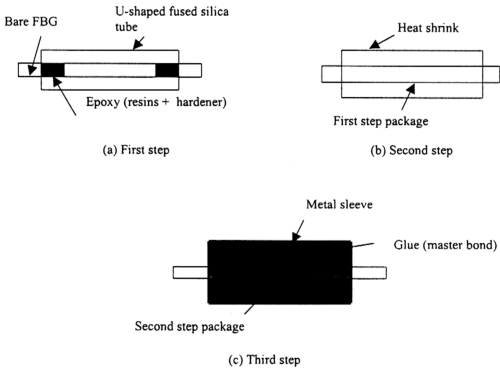 Bare FBG
U-shaped fused silica
tube
Epoxy (resins + hardener)
(a) First step
Heat shrink
First step package
(b) Second step
Metal sleeve
Glue (master bond)
Second step package
(c) Third step